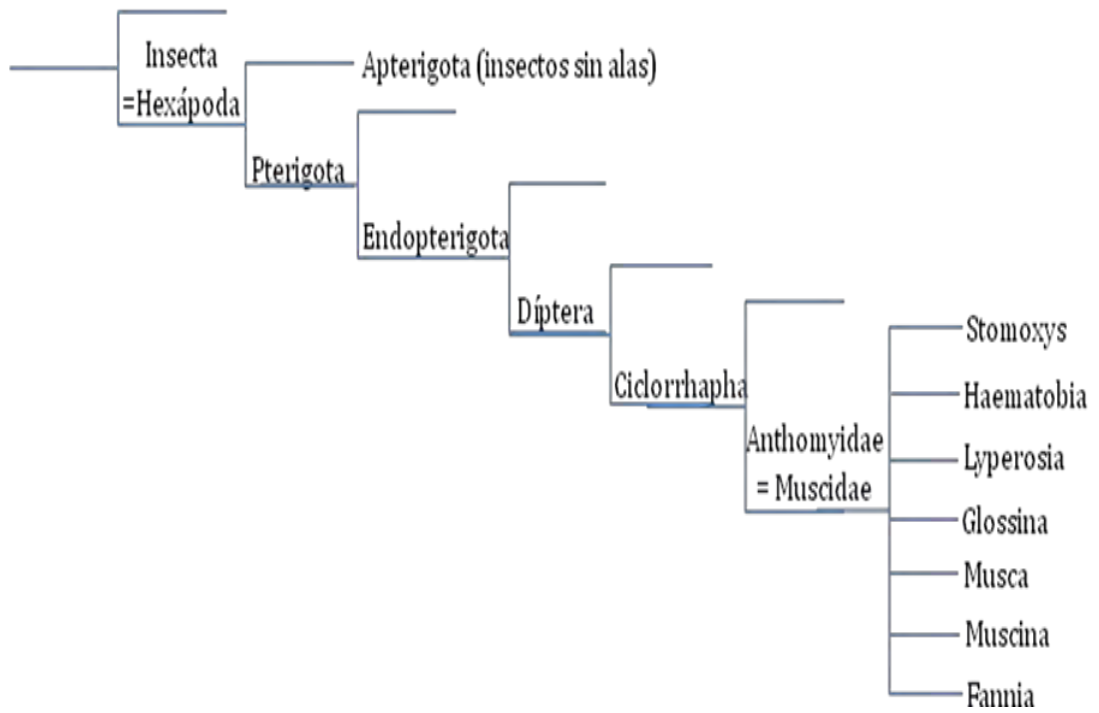 Insecta
=Hexápoda
Apterigota (insectos sin alas)
Pterigota
Endopterigota
Díptera
Ciclorrhapha
Anthomyidae
= Muscidae
Stomoxys
Haematobia
Lyperosia
Glossina
Musca
Muscina
Fannia